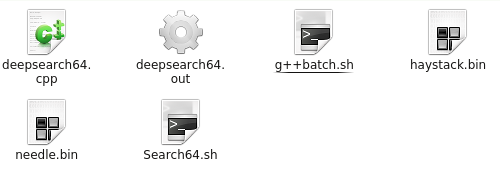 deepsearch64.
cpp
deepsearch64.
out
g++batch.sh
haystack.bin
needle.bin
Search64.sh